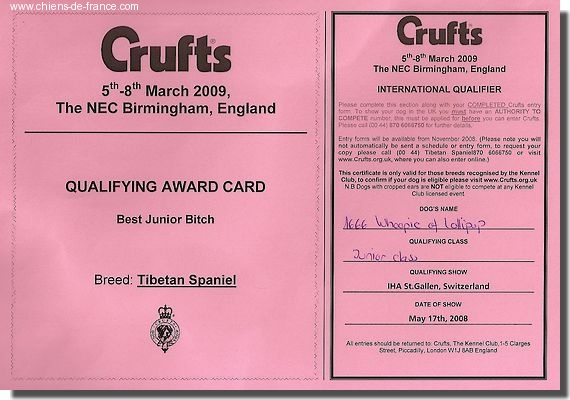 www.chiens-de-france.com
Crufts®
5th-8th March 2009,
The NEC Birmingham, England
QUALIFYING AWARD CARD
Best Junior Bitch
Breed: Tibetan Spaniel
Crufts®
5th-8th March 2009
The NEC Birmingham, England
INTERNATIONAL QUALIFIER
Please complete this section along with your COMPLETED Crufts entry
form. To show your dog in the UK you must have an AUTHORITY TO
COMPETE number, this must be applied for before you can enter Crufts.
Please call (00 44) 870 6066750 for further details.
Entry forms will be available from November 2008. (Please note you will
not automatically be sent a schedule or entry form, to request your
copy please call (00 44) Tibetan Spaniel870 6066750 or visit
www.Crufts.org.uk, where you can also enter online.)
This certificate is only valid for those breeds recognised by the Kennel
Club, to confirm if your dog is eligible please visit www.Crufts.org.uk
N.B Dogs with cropped ears are NOT eligible to compete at any Kennel
Club licensed event.
DOG'S NAME
1666 Whoopie of Lollipop
QUALIFYING CLASS
Junior class
QUALIFYING SHOW
IHA St.Gallen, Switzerland
DATE OF SHOW
May 17th, 2008
All entries should be returned to: Crufts, The Kennel Club,1-5 Clarges
Street, Piccadilly, London W1J 8AB England